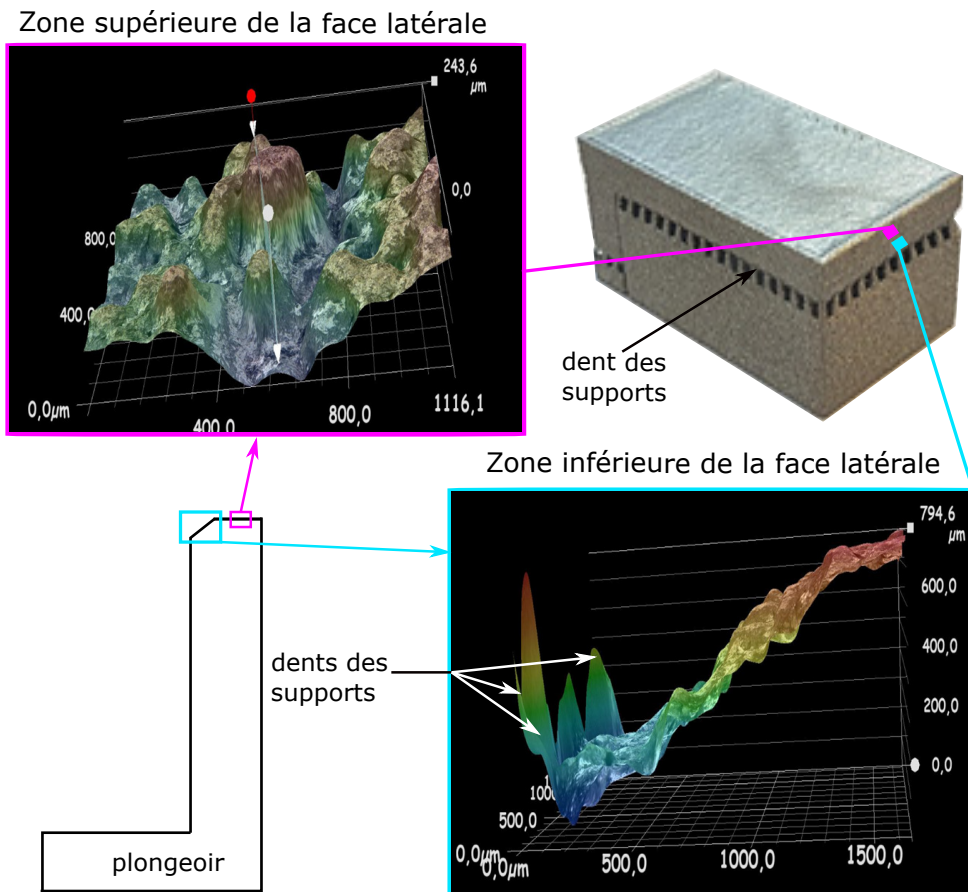 Zone supérieure de la face latérale
243,6
µm
0,0
800,0
400,0
0,0µm
400,0
800,0
1116,1
dent des
supports
Zone inférieure de la face latérale
794,6
µm
600,0
400,0
200,0
0,0
500,0
0,0µm
0,0µm
500,0
1000,0
1500,0
dents des
supports
plongeoir